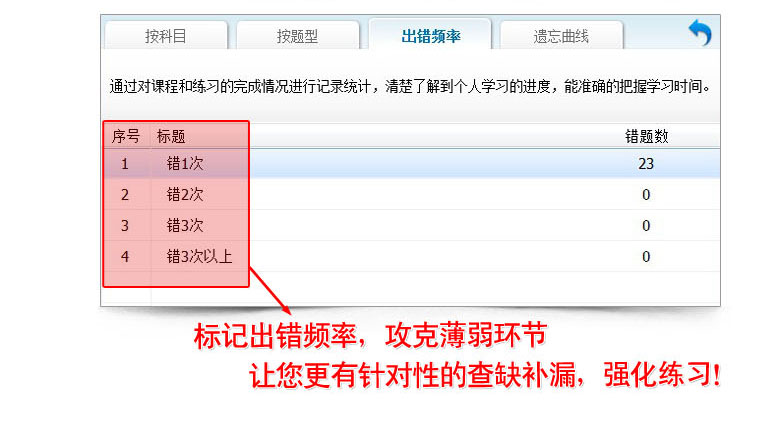 按科目 按题型 出错频率 遗忘曲线
通过对课程和练习的完成情况进行记录统计，清楚了解到个人学习的进度，能准确的把握学习时间。
序号 标题 错题数
1 错1次 23
2 错2次 0
3 错3次 0
4 错3次以上 0
标记出错频率，攻克薄弱环节
让您更有针对性的查缺补漏，强化练习!